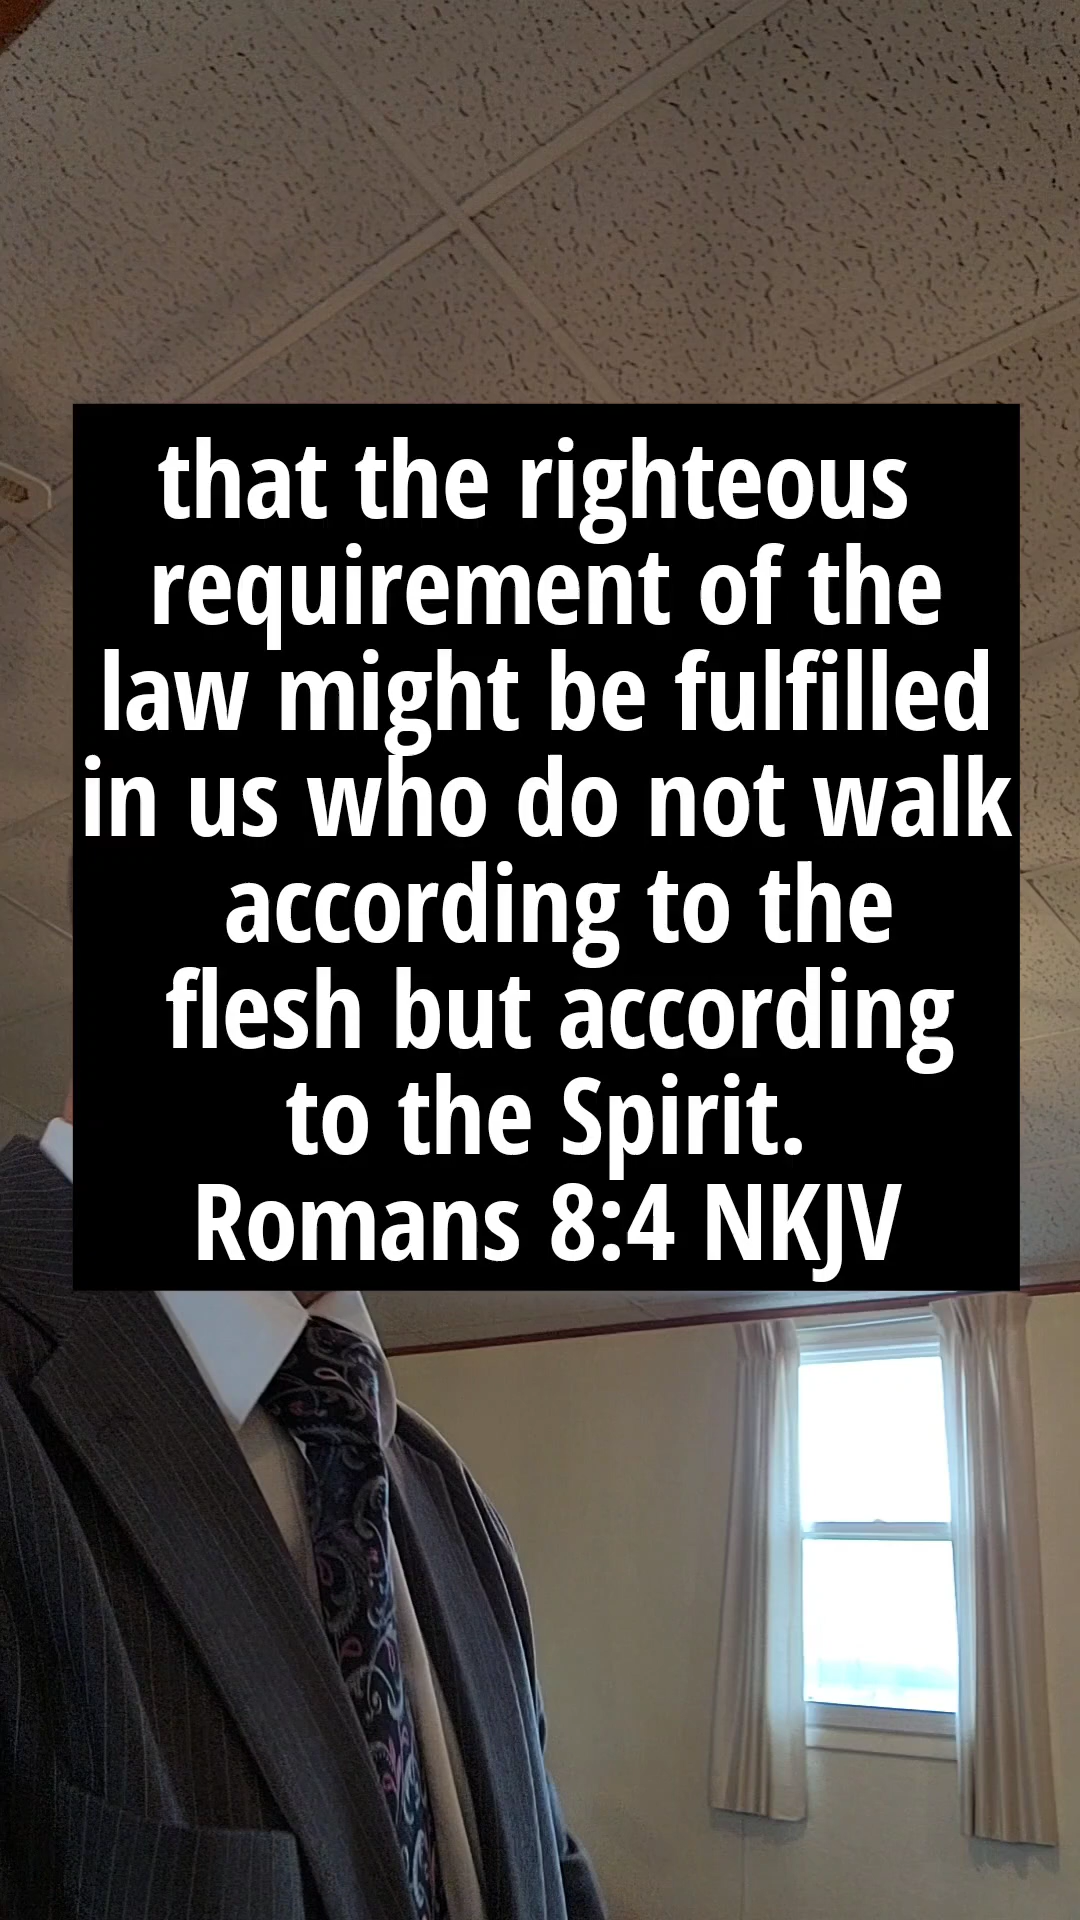 that the righteous
requirement of the
law might be fulfilled
in us who do not walk
according to the
flesh but according
to the Spirit.
Romans 8:4 NKJV